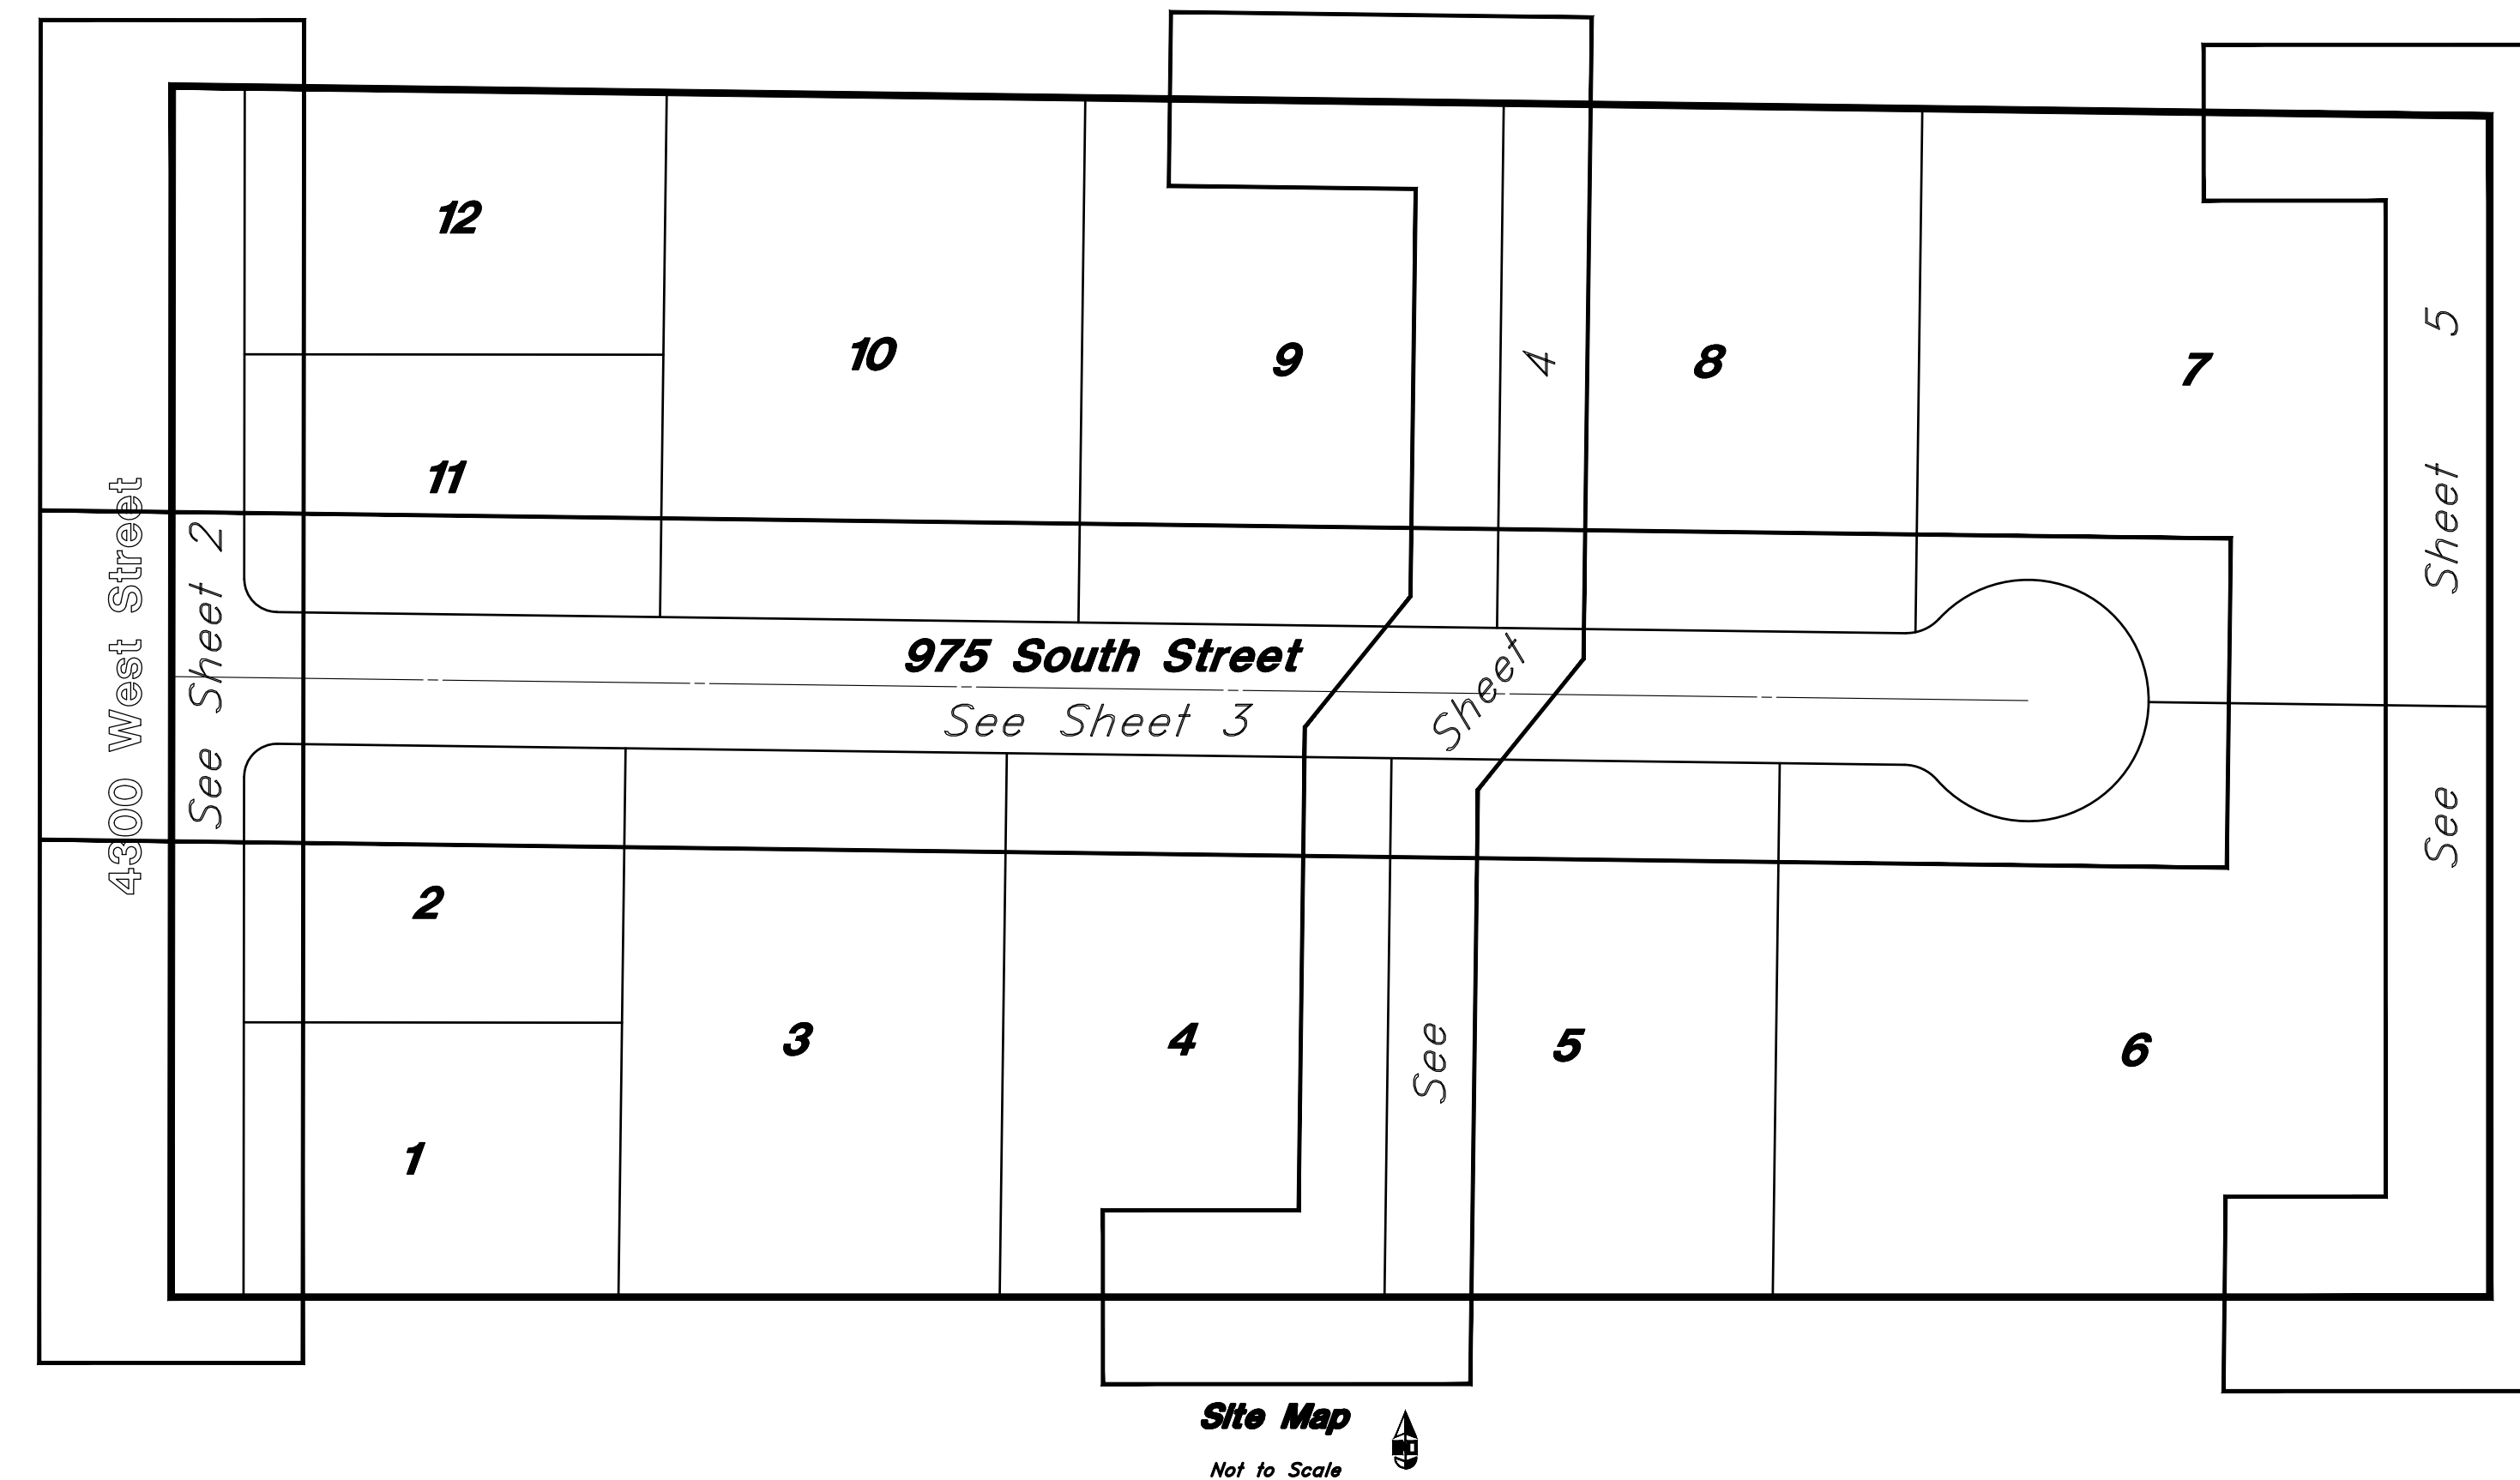 12
10
9
4
8
7
See Sheet 5
11
4300 West Street
See Sheet 2
975 South Street
See Sheet 3
See Sheet
2
3
4
5
6
1
Site Map
Not to Scale